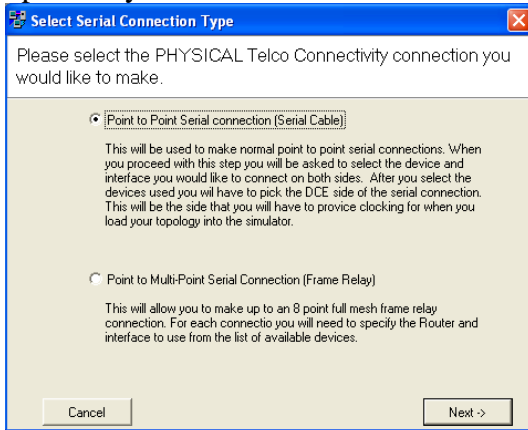 Select Serial Connection Type
Please select the PHYSICAL Telco Connectivity connection you
would like to make.
Point to Point Serial connection (Serial Cable)
This will be used to make normal point to point serial connections. When
you proceed with this step you will be asked to select the device and
interface you would like to connect on both sides. After you select the
devices used you wil have to pick the DCE side of the serial connection.
This will be the side that you will have to provice clocking for when you
load your topology into the simulator.
Point to Multi-Point Serial Connection (Frame Relay)
This will allow you to make up to an 8 point full mesh frame relay
connection. For each connectio you will need to specify the Router and
interface to use from the list of available devices.
Cancel
Next ->